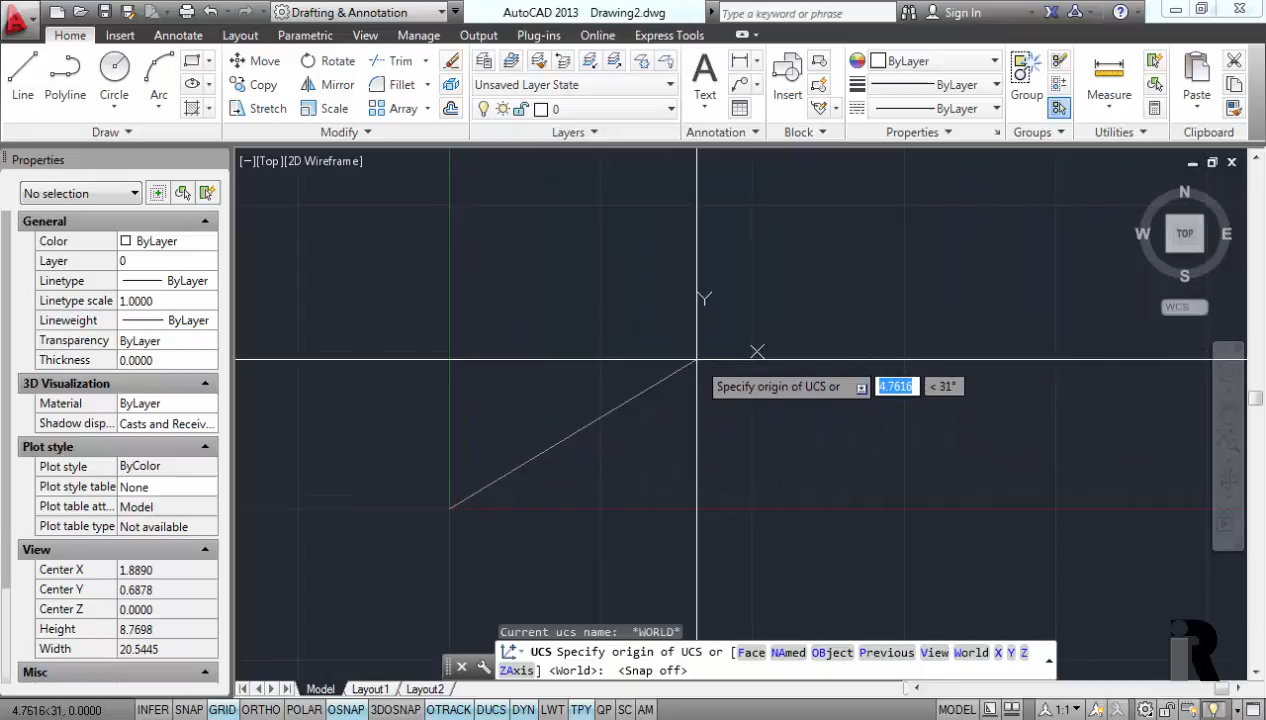 Drafting & Annotation
AutoCAD 2013 Drawing2.dwg
Type a keyword or phrase
Sign In
Home Insert Annotate Layout Parametric View Manage Output Plug-ins Online Express Tools
Line Polyline Circle Arc
Move Rotate Trim
Copy Mirror Fillet
Stretch Scale Array
Unsaved Layer State
0
Text Insert
ByLayer
ByLayer
ByLayer
Group Measure Paste
Draw Modify Layers Annotation Block Properties Groups Utilities Clipboard
Properties
No selection
General
Color ByLayer
Layer 0
Linetype ByLayer
Linetype scale 1.0000
Lineweight ByLayer
Transparency ByLayer
Thickness 0.0000
3D Visualization
Material ByLayer
Shadow disp... Casts and Receiv...
Plot style
Plot style ByColor
Plot style table None
Plot table att... Model
Plot table type Not available
View
Center X 1.8890
Center Y 0.6878
Center Z 0.0000
Height 8.7698
Width 20.5445
Misc
[−][Top][2D Wireframe]
N
W TOP E
S
WCS
Y
X
Specify origin of UCS or 4.7616 < 31°
Current ucs name: *WORLD*
UCS Specify origin of UCS or [Face NAmed OBject Previous View World X Y Z
ZAxis] <World>: <Snap off>
iR
Model Layout1 Layout2
4.7616<31, 0.0000 INFER SNAP GRID ORTHO POLAR OSNAP 3DOSNAP OTRACK DUCS DYN LWT TPY QP SC AM MODEL 1:1